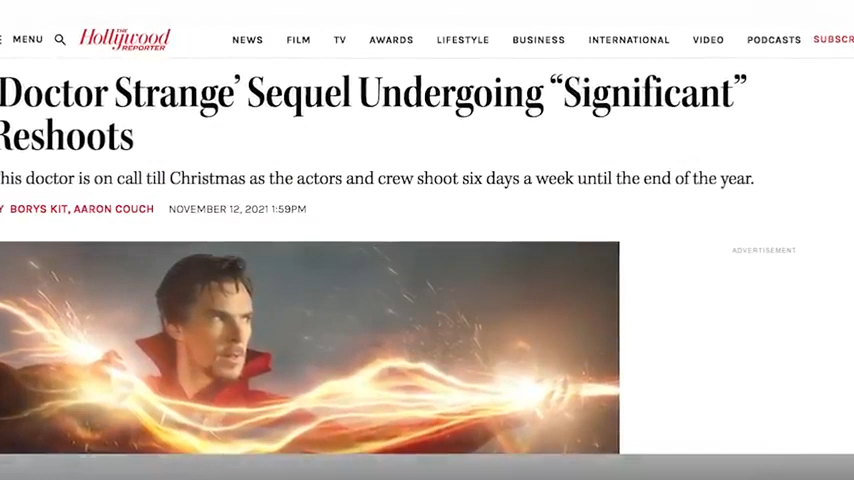 MENU
THE
Hollywood
REPORTER
NEWS FILM TV AWARDS LIFESTYLE BUSINESS INTERNATIONAL VIDEO PODCASTS SUBSCR
Doctor Strange’ Sequel Undergoing “Significant”
Reshoots
his doctor is on call till Christmas as the actors and crew shoot six days a week until the end of the year.
Y BORYS KIT, AARON COUCH NOVEMBER 12, 2021 1:59PM
ADVERTISEMENT